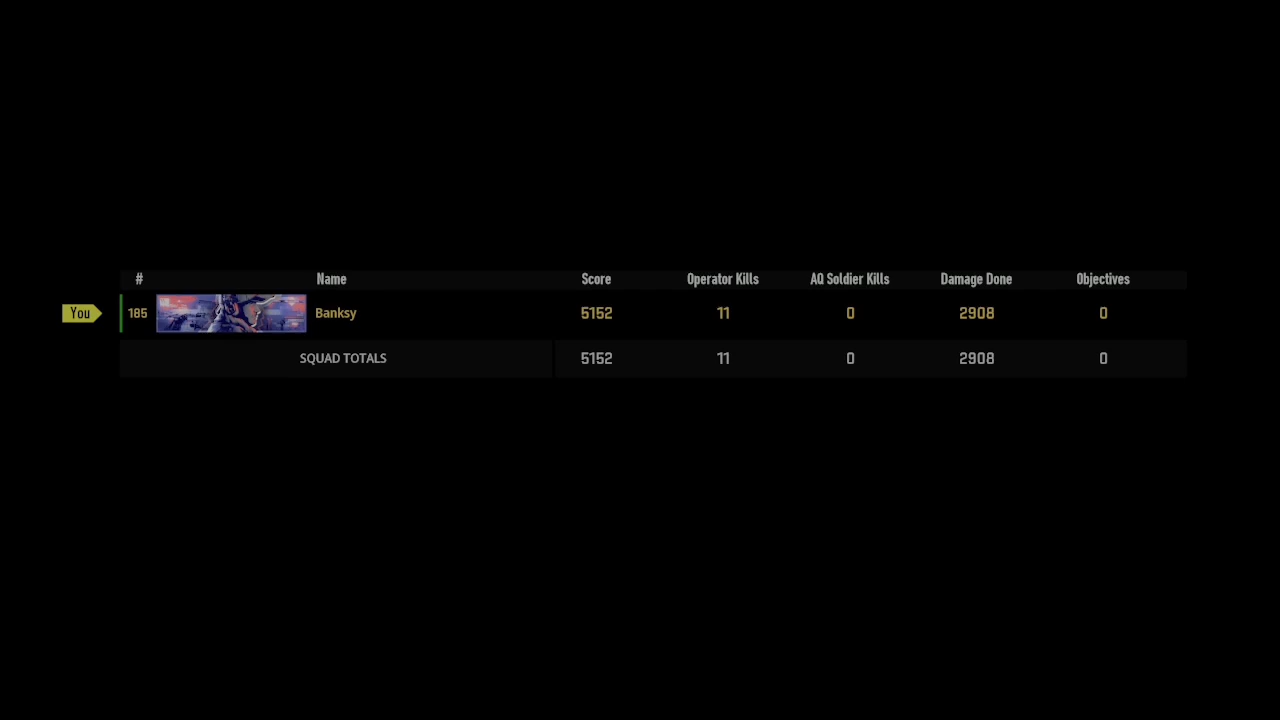 # Name Score Operator Kills AQ Soldier Kills Damage Done Objectives
You 185 Banksy 5152 11 0 2908 0
SQUAD TOTALS 5152 11 0 2908 0